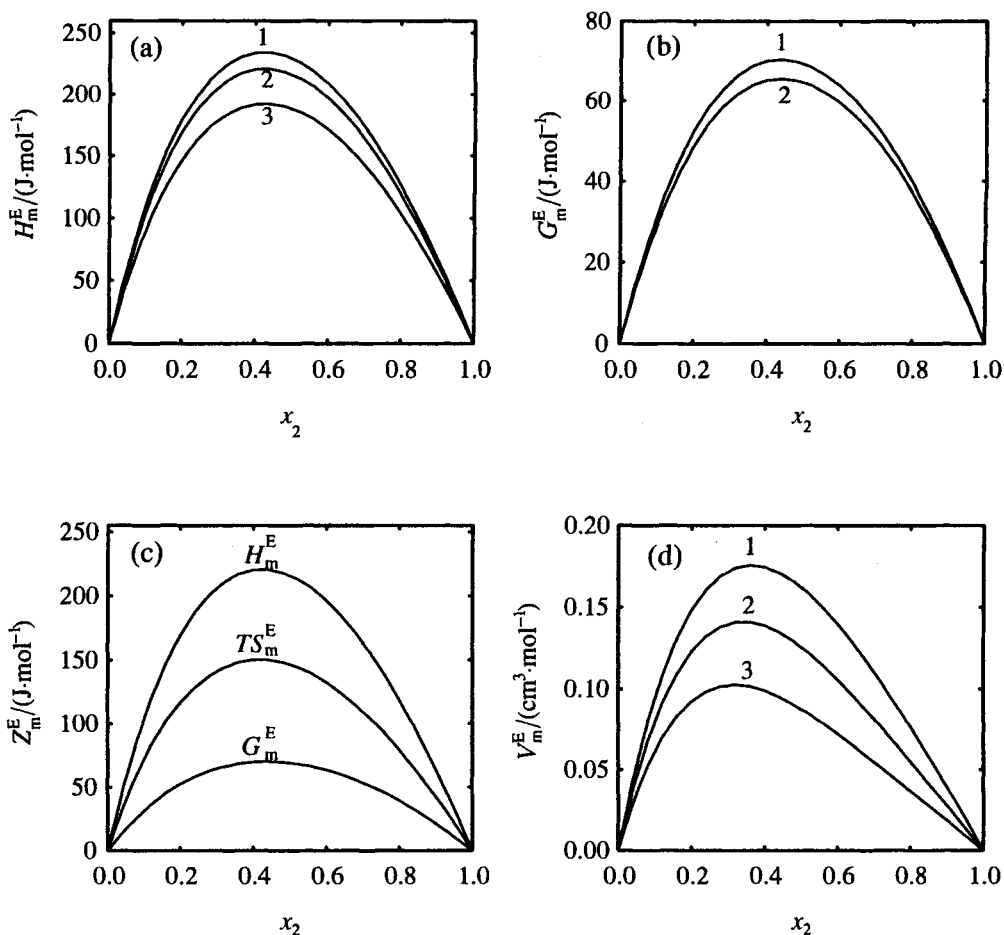 (a)
1
2
3
250
200
150
100
50
0
0.0 0.2 0.4 0.6 0.8 1.0
H_m^E/(J·mol⁻¹)
x₂
(b)
1
2
80
60
40
20
0
0.0 0.2 0.4 0.6 0.8 1.0
G_m^E/(J·mol⁻¹)
x₂
(c)
H_m^E
TS_m^E
G_m^E
250
200
150
100
50
0
0.0 0.2 0.4 0.6 0.8 1.0
Z_m^E/(J·mol⁻¹)
x₂
(d)
1
2
3
0.20
0.15
0.10
0.05
0.00
0.0 0.2 0.4 0.6 0.8 1.0
V_m^E/(cm³·mol⁻¹)
x₂